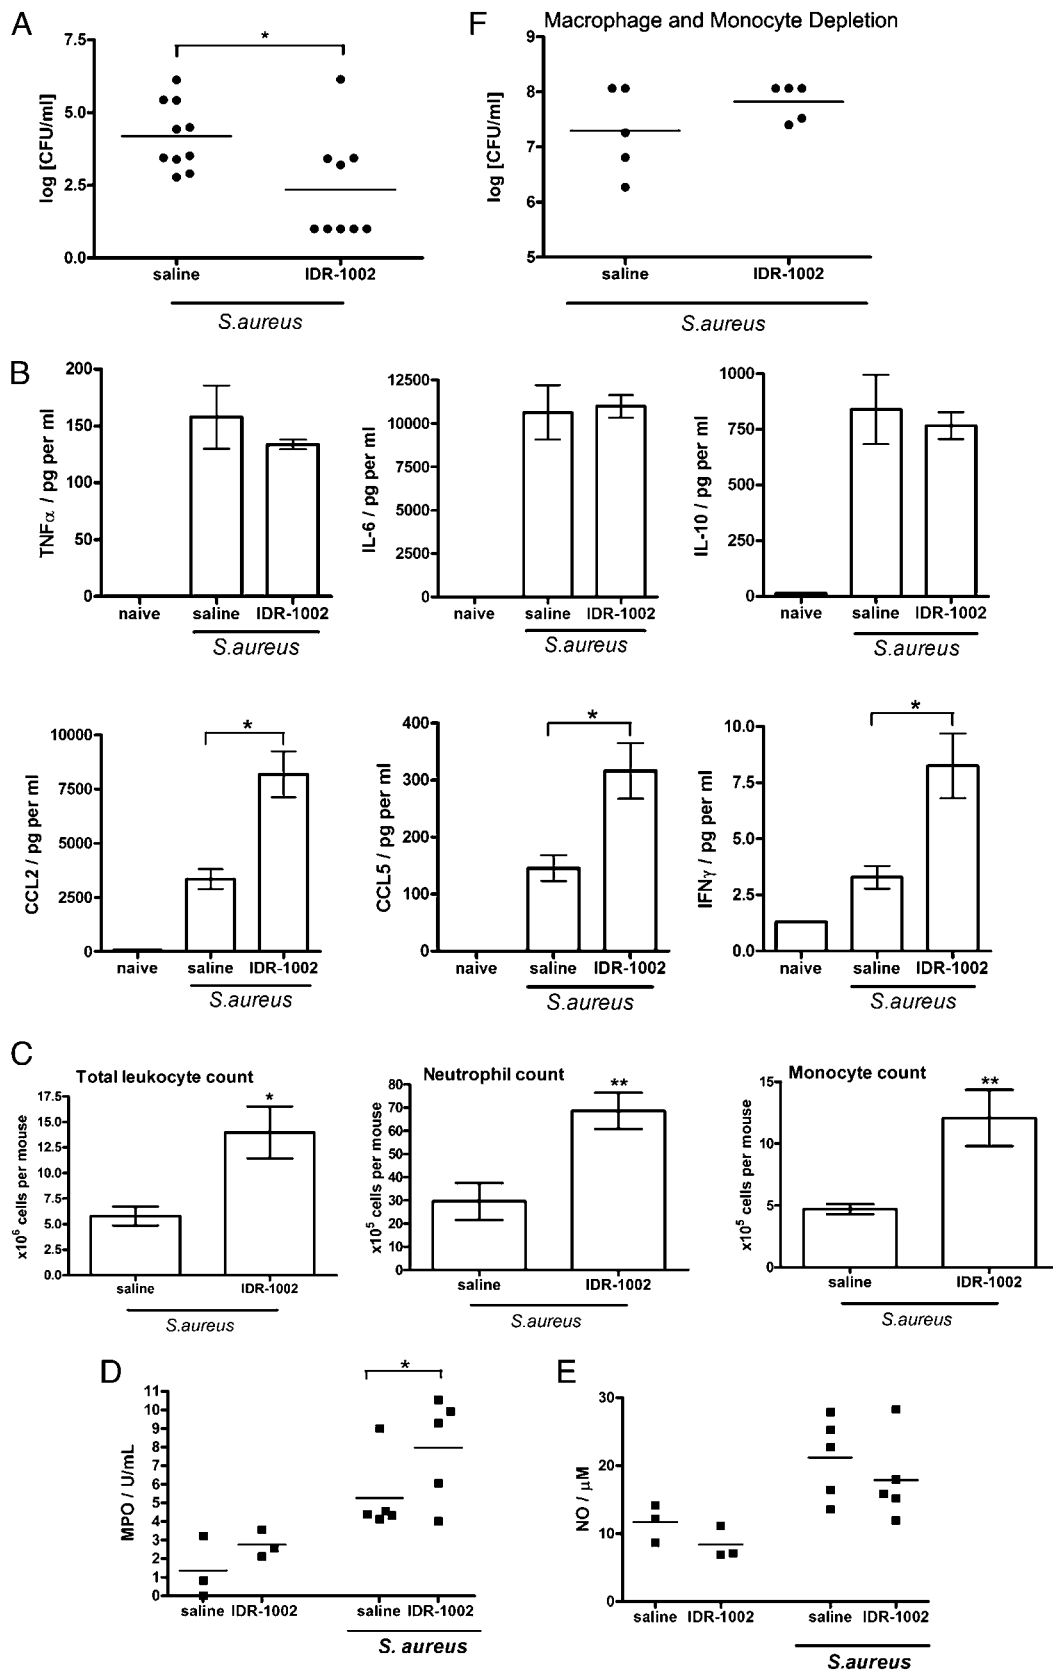 A
7.5
5.0
2.5
0.0
log [CFU/ml]
*
saline
IDR-1002
S.aureus
F
Macrophage and Monocyte Depletion
9
8
7
6
5
log [CFU/ml]
saline
IDR-1002
S.aureus
B
200
150
100
50
0
TNFα / pg per ml
naive
saline
IDR-1002
S.aureus
12500
10000
7500
5000
2500
0
IL-6 / pg per ml
naive
saline
IDR-1002
S.aureus
1000
750
500
250
0
IL-10 / pg per ml
naive
saline
IDR-1002
S.aureus
10000
7500
5000
2500
0
CCL2 / pg per ml
*
naive
saline
IDR-1002
S.aureus
400
300
200
100
0
CCL5 / pg per ml
*
naive
saline
IDR-1002
S.aureus
10.0
7.5
5.0
2.5
0.0
IFNγ / pg per ml
*
naive
saline
IDR-1002
S.aureus
C
Total leukocyte count
17.5
15.0
12.5
10.0
7.5
5.0
2.5
0.0
x10⁶ cells per mouse
*
saline
IDR-1002
S.aureus
Neutrophil count
80
70
60
50
40
30
20
10
0
x10⁵ cells per mouse
**
saline
IDR-1002
S.aureus
Monocyte count
15
10
5
0
x10⁵ cells per mouse
**
saline
IDR-1002
S.aureus
D
11
10
9
8
7
6
5
4
3
2
1
0
MPO / U/mL
*
saline
IDR-1002
saline
IDR-1002
S. aureus
E
30
20
10
0
NO / μM
saline
IDR-1002
saline
IDR-1002
S.aureus